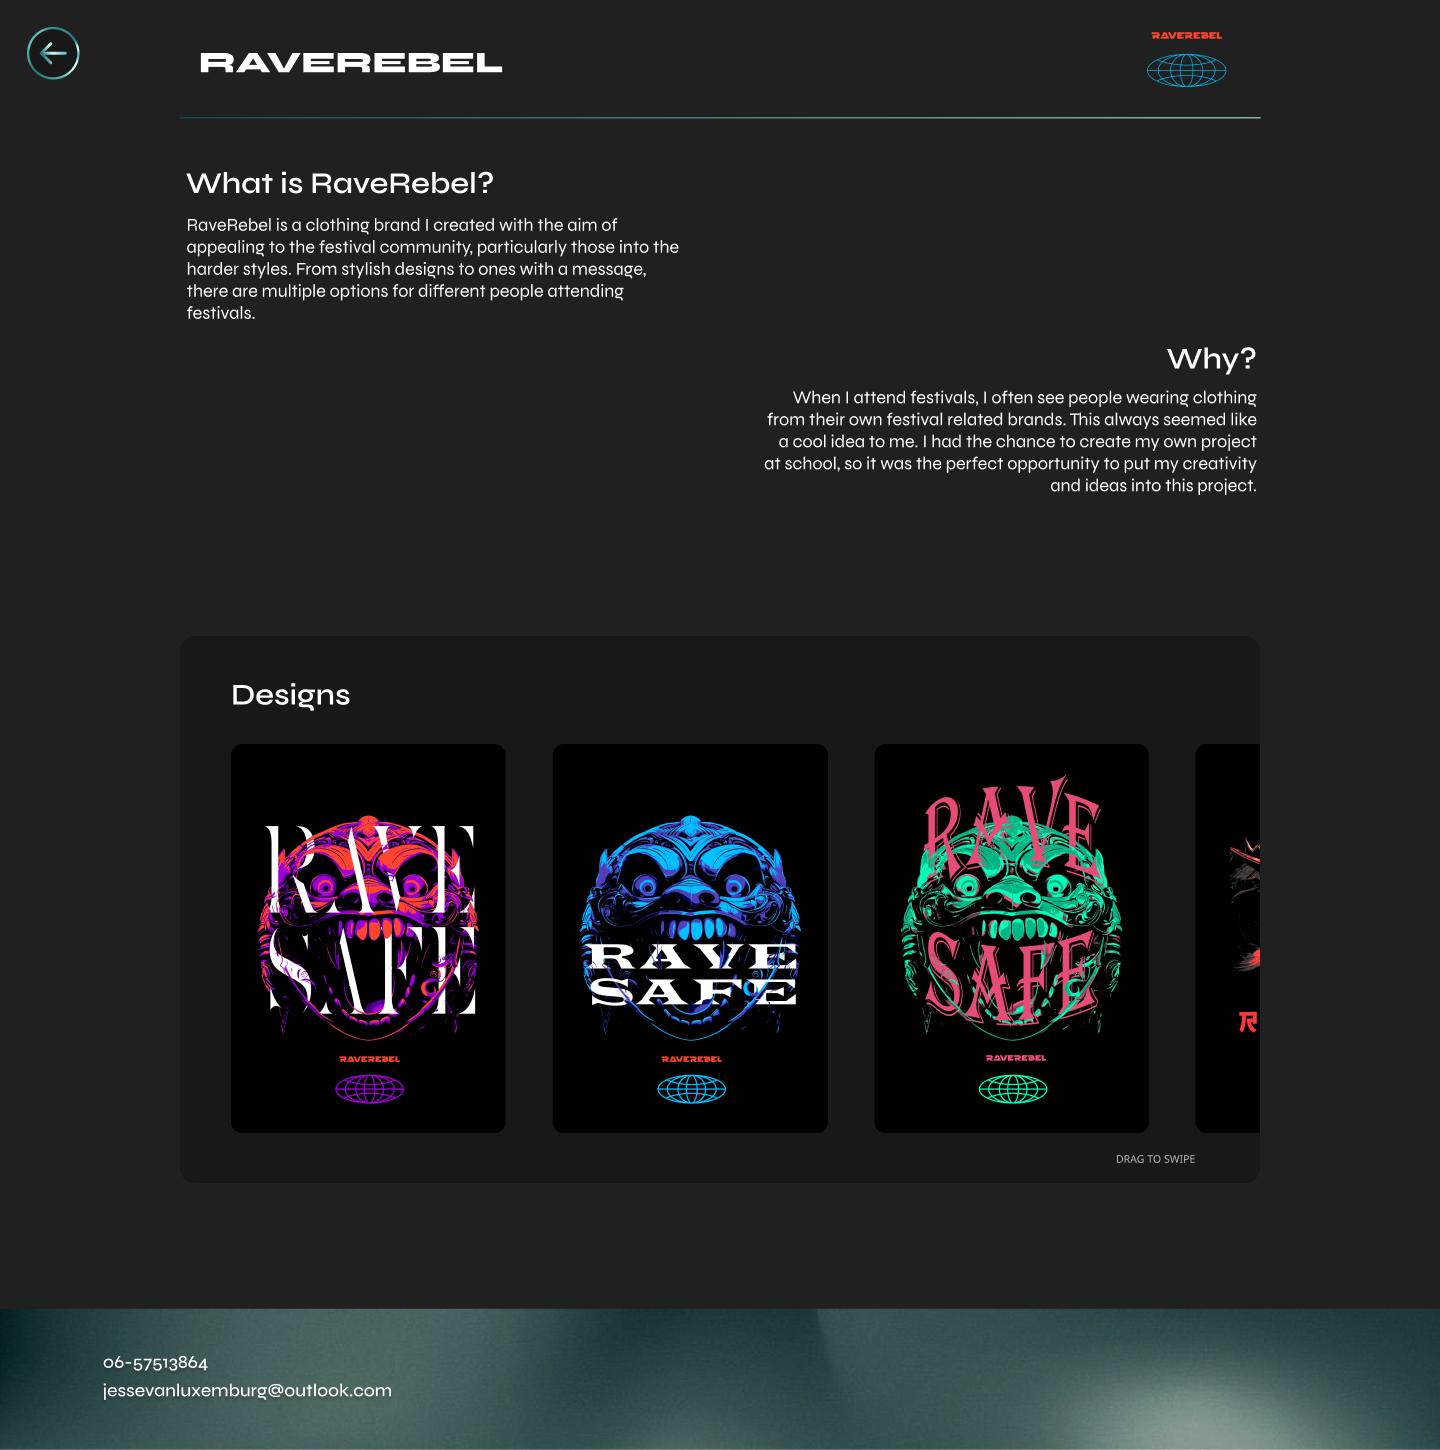 RAVEREBEL
RAVEREBEL
What is RaveRebel?
RaveRebel is a clothing brand I created with the aim of
appealing to the festival community, particularly those into the
harder styles. From stylish designs to ones with a message,
there are multiple options for different people attending
festivals.
Why?
When I attend festivals, I often see people wearing clothing
from their own festival related brands. This always seemed like
a cool idea to me. I had the chance to create my own project
at school, so it was the perfect opportunity to put my creativity
and ideas into this project.
Designs
RAVE
SAFE
RAVEREBEL
RAVE
SAFE
RAVEREBEL
RAVE
SAFE
RAVEREBEL
R
DRAG TO SWIPE
06-57513864
jessevanluxemburg@outlook.com